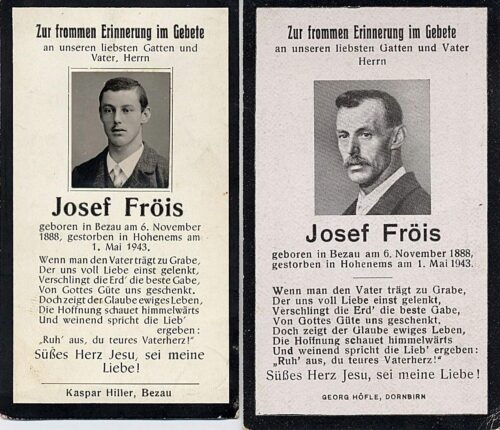 Zur frommen Erinnerung im Gebete
an unseren liebsten Gatten und
Vater, Herrn
Josef Fröis
geboren in Bezau am 6. November
1888, gestorben in Hohenems am
1. Mai 1943.
Wenn man den Vater trägt zu Grabe,
Der uns voll Liebe einst gelenkt,
Verschlingt die Erd' die beste Gabe,
Von Gottes Güte uns geschenkt.
Doch zeigt der Glaube ewiges Leben,
Die Hoffnung schauet himmelwärts
Und weinend spricht die Lieb'
ergeben:
„Ruh' aus, du teures Vaterherz!"
Süßes Herz Jesu, sei meine
Liebe!
Kaspar Hiller, Bezau
Zur frommen Erinnerung im Gebete
an unseren liebsten Gatten und Vater
Herrn
Josef Fröis
geboren in Bezau am 6. November 1888,
gestorben in Hohenems am 1. Mai 1943.
Wenn man den Vater trägt zu Grabe,
Der uns voll Liebe einst gelenkt,
Verschlingt die Erde die beste Gabe,
Von Gottes Güte uns geschenkt.
Doch zeigt der Glaube ewiges Leben,
Die Hoffnung schauet himmelwärts
Und weinend spricht die Lieb' ergeben:
„Ruh' aus, du teures Vaterherz!"
Süßes Herz Jesu, sei meine Liebe!
GEORG HÖFLE, DORNBIRN